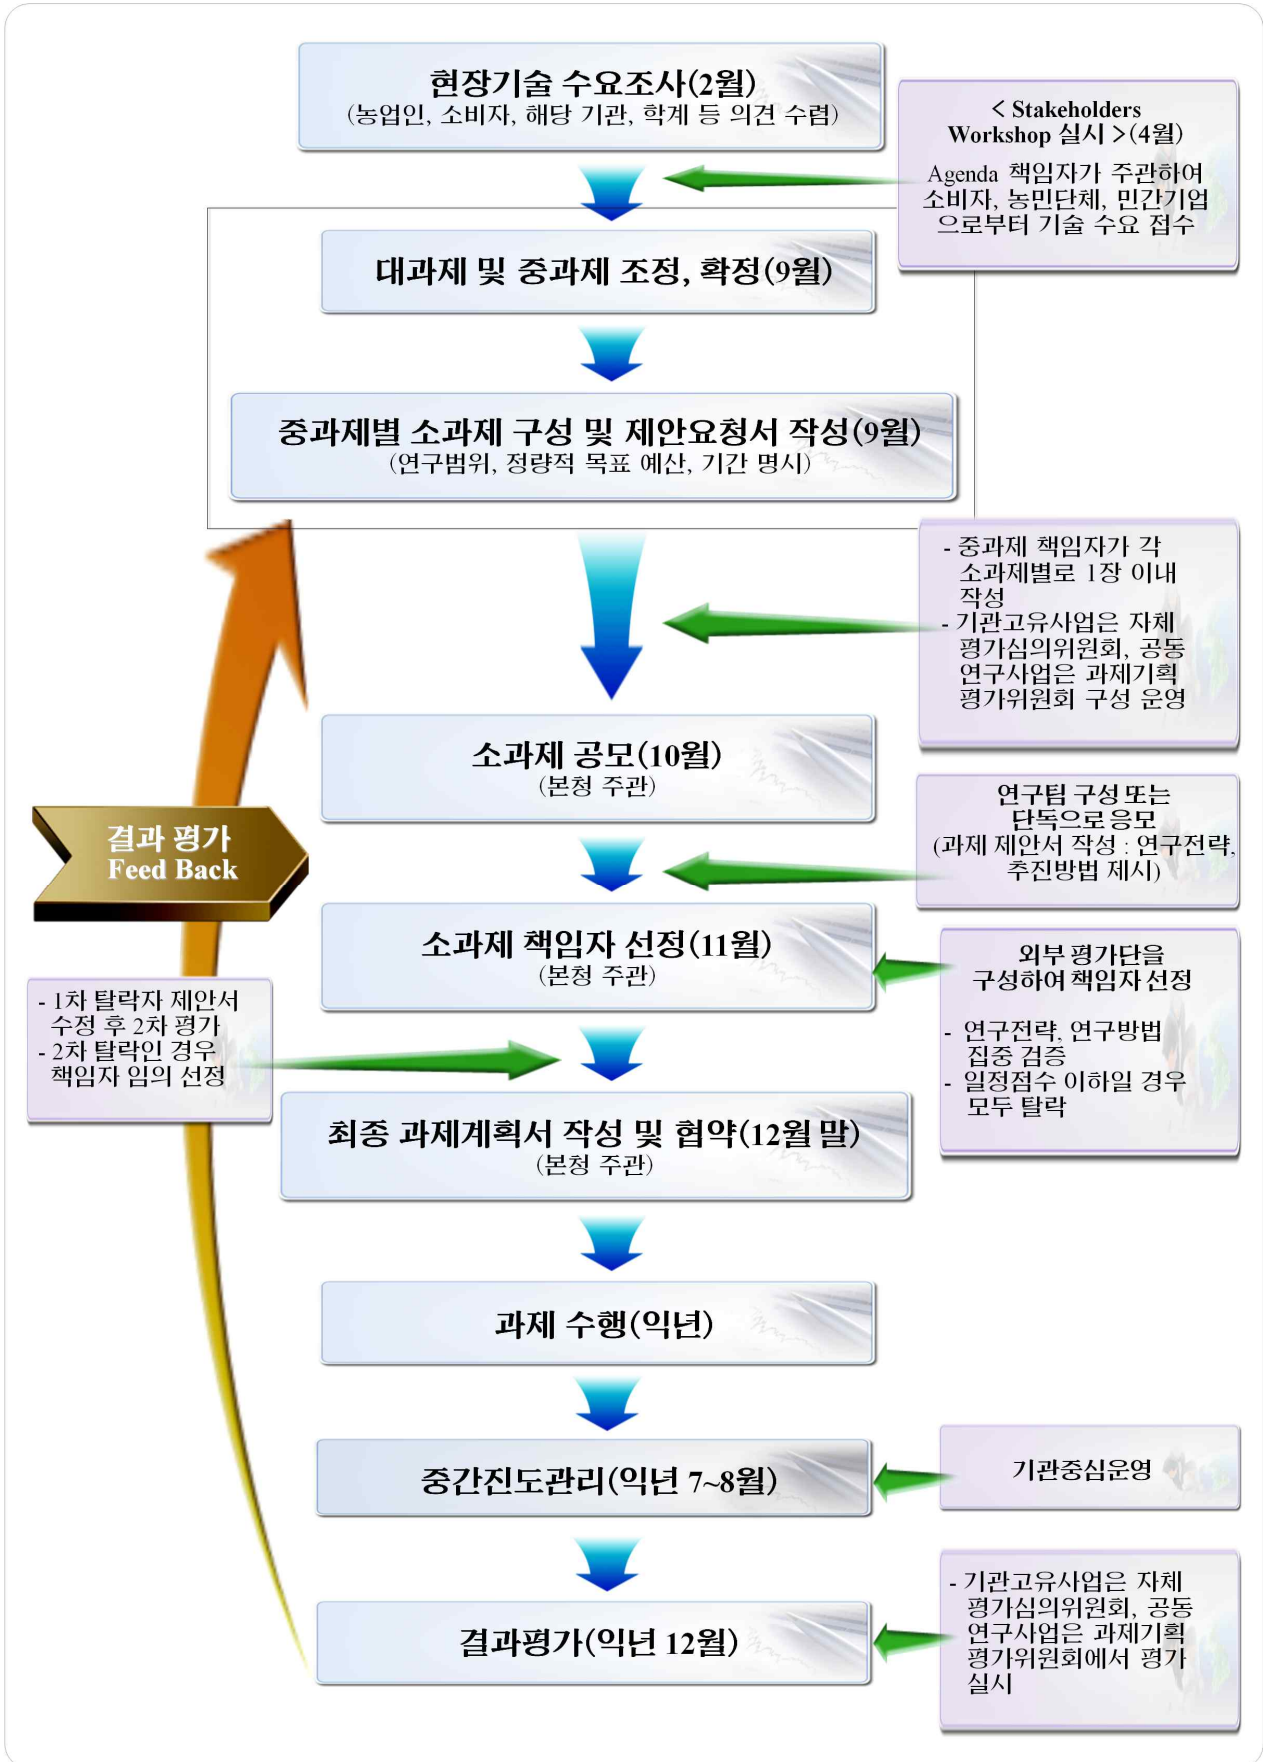 현장기술 수요조사(2월)
(농업인, 소비자, 해당 기관, 학계 등 의견 수렴)
< Stakeholders
Workshop 실시 >(4월)
Agenda 책임자가 주관하여
소비자, 농민단체, 민간기업
으로부터 기술 수요 접수
대과제 및 중과제 조정, 확정(9월)
중과제별 소과제 구성 및 제안요청서 작성(9월)
(연구범위, 정량적 목표 예산, 기간 명시)
- 중과제 책임자가 각
소과제별로 1장 이내
작성
- 기관고유사업은 자체
평가심의위원회, 공동
연구사업은 과제기획
평가위원회 구성 운영
소과제 공모(10월)
(본청 주관)
연구팀 구성 또는
단독으로 응모
(과제 제안서 작성 : 연구전략,
추진방법 제시)
결과 평가
Feed Back
소과제 책임자 선정(11월)
(본청 주관)
외부 평가단을
구성하여 책임자 선정
- 연구전략, 연구방법
집중 검증
- 일정점수 이하일 경우
모두 탈락
- 1차 탈락자 제안서
수정 후 2차 평가
- 2차 탈락인 경우
책임자 임의 선정
최종 과제계획서 작성 및 협약(12월 말)
(본청 주관)
과제 수행(익년)
중간진도관리(익년 7~8월)
기관중심운영
결과평가(익년 12월)
- 기관고유사업은 자체
평가심의위원회, 공동
연구사업은 과제기획
평가위원회에서 평가
실시